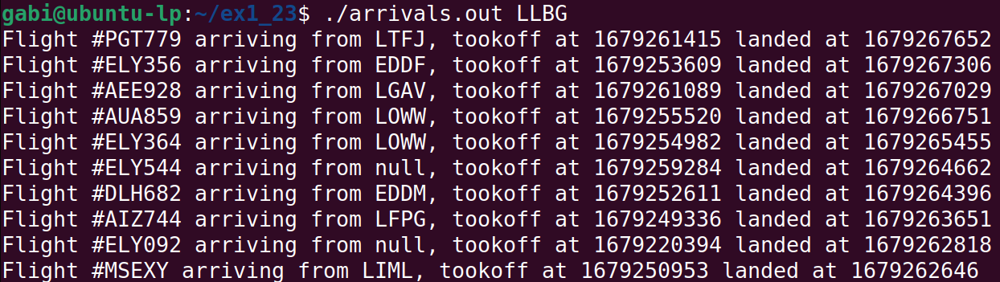 gabi@ubuntu-lp:~/ex1_23$ ./arrivals.out LLBG
Flight #PGT779 arriving from LTFJ, tookoff at 1679261415 landed at 1679267652
Flight #ELY356 arriving from EDDF, tookoff at 1679253609 landed at 1679267306
Flight #AEE928 arriving from LGAV, tookoff at 1679261089 landed at 1679267029
Flight #AUA859 arriving from LOWW, tookoff at 1679255520 landed at 1679266751
Flight #ELY364 arriving from LOWW, tookoff at 1679254982 landed at 1679265455
Flight #ELY544 arriving from null, tookoff at 1679259284 landed at 1679264662
Flight #DLH682 arriving from EDDM, tookoff at 1679252611 landed at 1679264396
Flight #AIZ744 arriving from LFPG, tookoff at 1679249336 landed at 1679263651
Flight #ELY092 arriving from null, tookoff at 1679220394 landed at 1679262818
Flight #MSEXY arriving from LIML, tookoff at 1679250953 landed at 1679262646